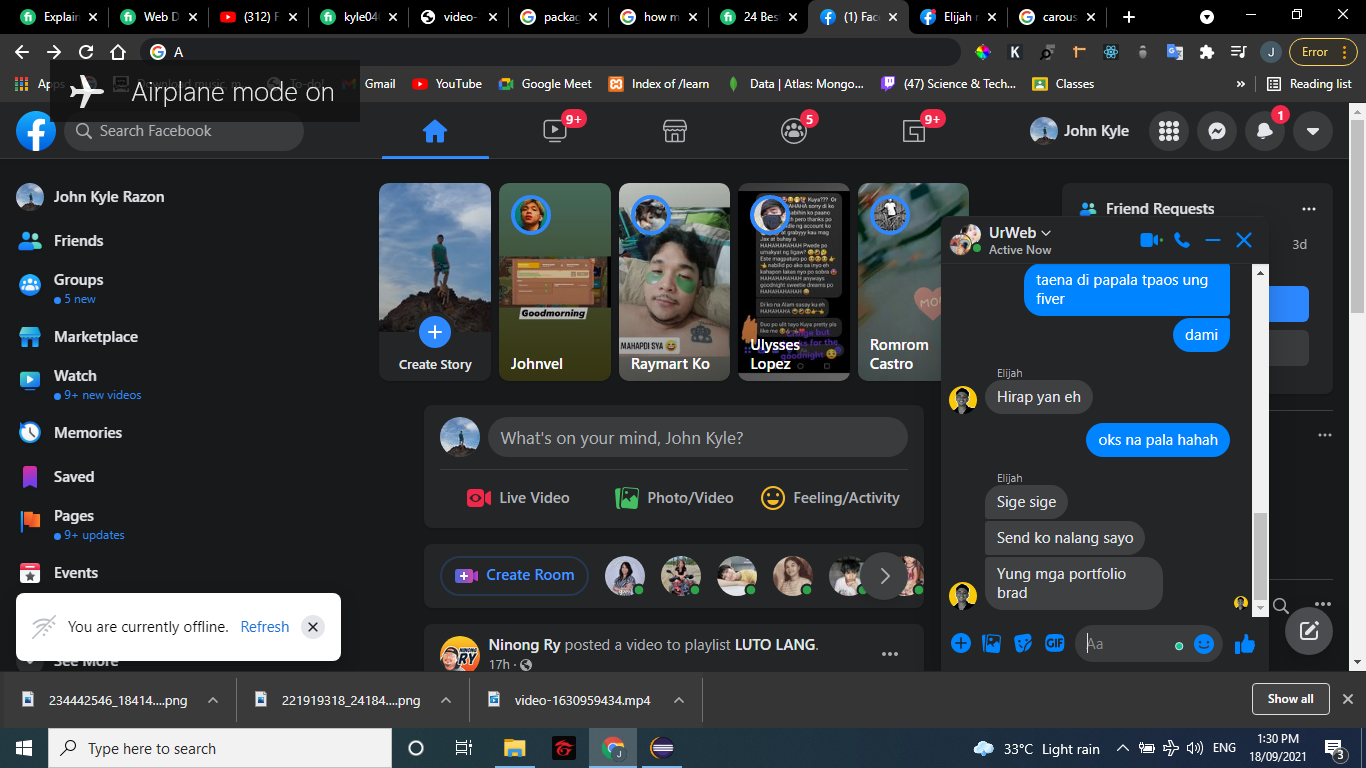 Explain
Web D
(312) F
kyle04
video-
packag
how m
24 Bes
(1) Fac
Elijah r
carous
A
Error
Apps
Airplane mode on
Gmail
YouTube
Google Meet
Index of /learn
Data | Atlas: Mongo...
(47) Science & Tech...
Classes
Reading list
Search Facebook
9+
5
9+
John Kyle
1
John Kyle Razon
Friends
Groups
5 new
Marketplace
Watch
9+ new videos
Memories
Saved
Pages
9+ updates
Events
See More
You are currently offline. Refresh
Create Story
Goodmorning
Johnvel
MAHAPDI SYA
Raymart Ko
Ulysses
Lopez
Romrom
Castro
What's on your mind, John Kyle?
Live Video
Photo/Video
Feeling/Activity
Create Room
NINONG
RY
Ninong Ry posted a video to playlist LUTO LANG.
17h
Friend Requests
3d
UrWeb
Active Now
taena di papala tpaos ung
fiver
dami
Elijah
Hirap yan eh
oks na pala hahah
Elijah
Sige sige
Send ko nalang sayo
Yung mga portfolio
brad
GIF
Aa
234442546_18414....png
221919318_24184....png
video-1630959434.mp4
Show all
Type here to search
33°C Light rain
ENG
1:30 PM
18/09/2021
3